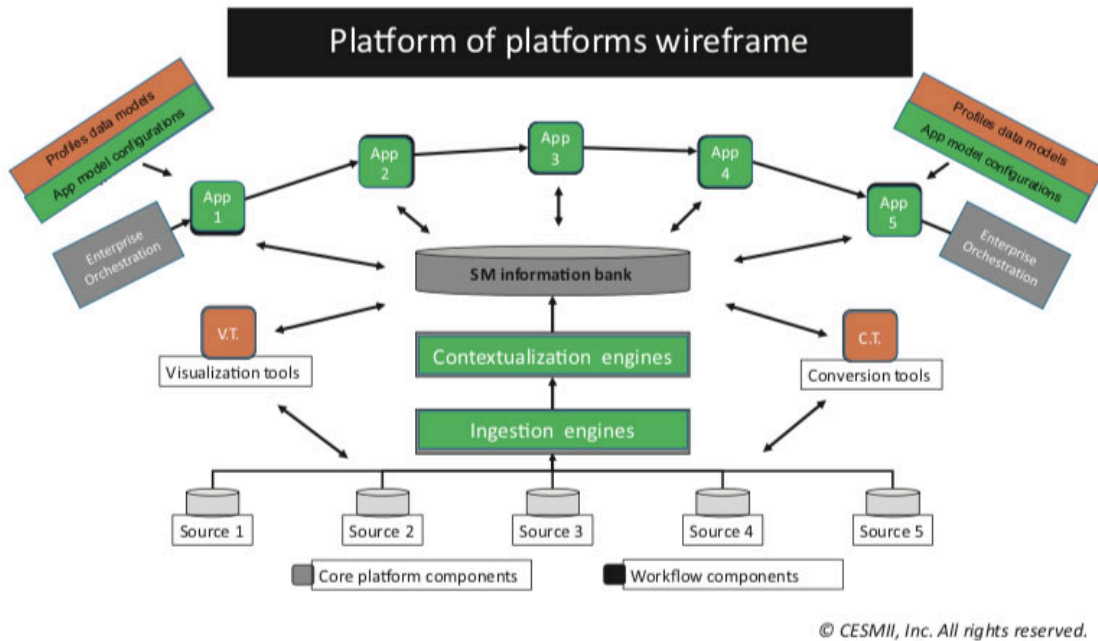 Platform of platforms wireframe
Profiles data models
App model configurations
Enterprise
Orchestration
App
1
App
2
App
3
App
4
App
5
Profiles data models
App model configurations
Enterprise
Orchestration
SM information bank
V.T.
Visualization tools
Contextualization engines
C.T.
Conversion tools
Ingestion engines
Source 1
Source 2
Source 3
Source 4
Source 5
Core platform components
Workflow components
© CESMII, Inc. All rights reserved.